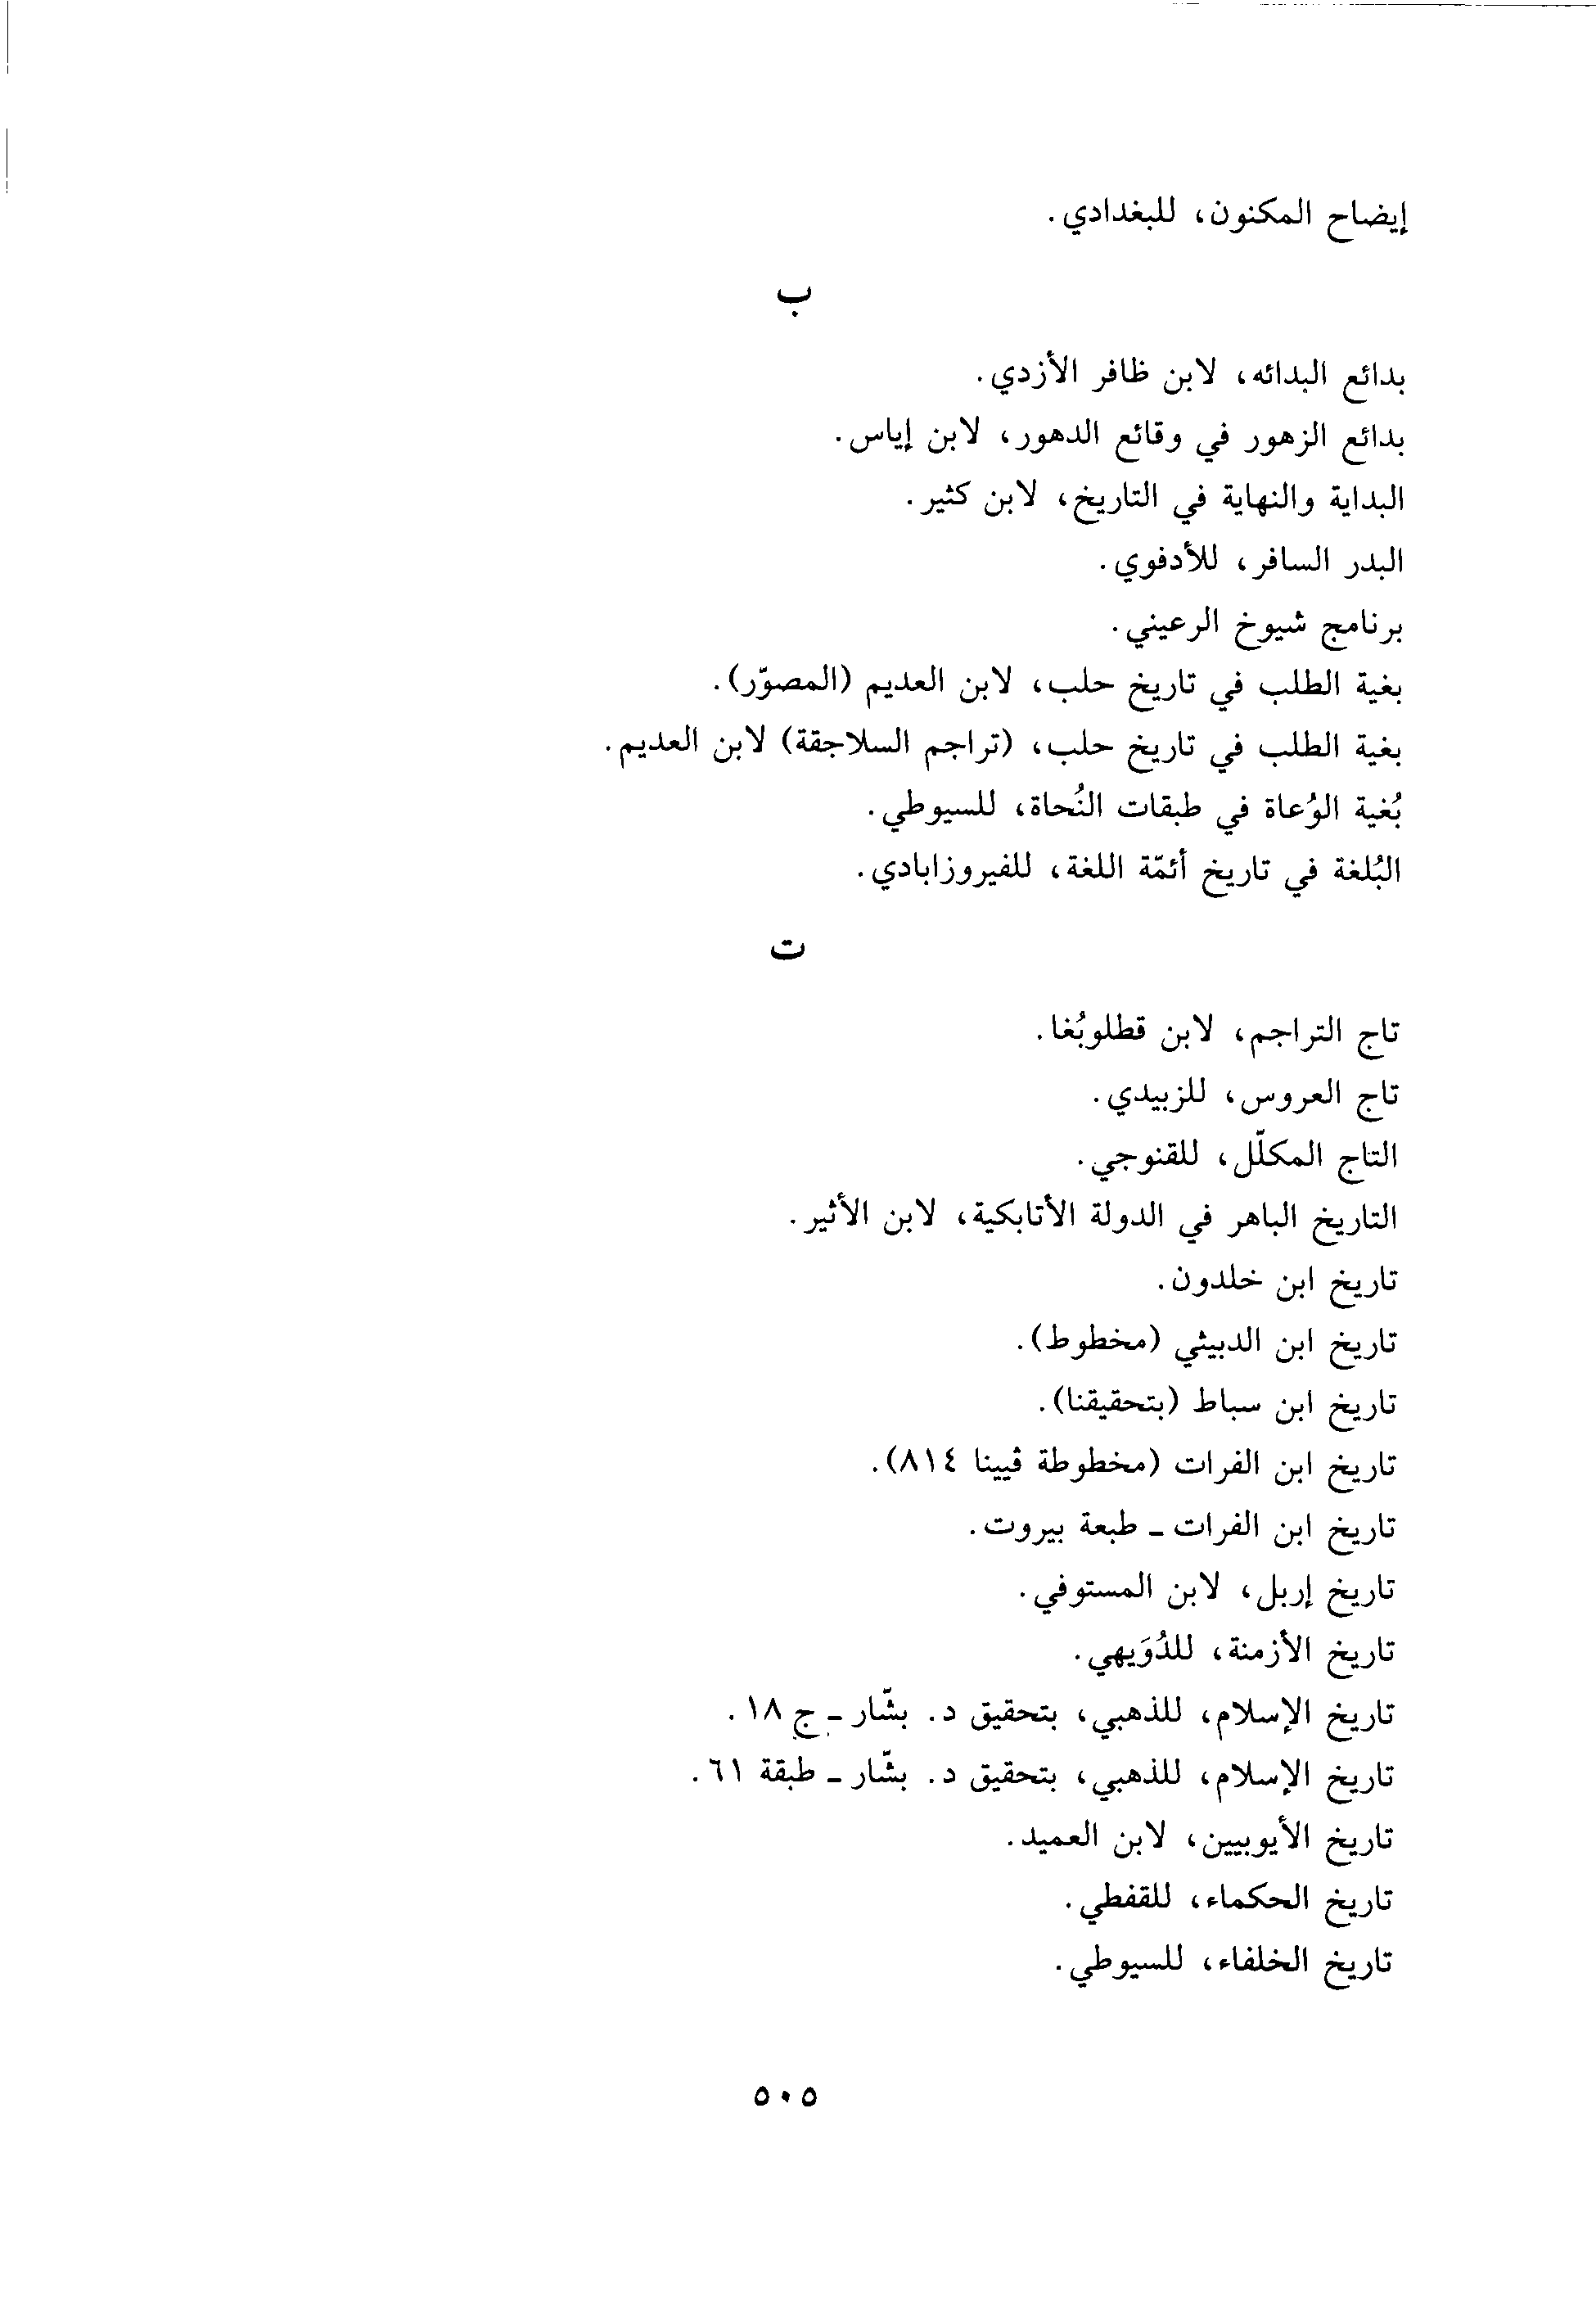 إيضاح المكنون، للبغدادي.
ب
بدائع البدائه، لابن ظافر الأزدي.
بدائع الزهور في وقائع الدهور، لابن إياس.
البداية والنهاية في التاريخ، لابن كثير.
البدر السافر، للأدفوي.
برنامج شيوخ الرعيني.
بغية الطلب في تاريخ حلب، لابن العديم (المصوّر).
بغية الطلب في تاريخ حلب، (تراجم السلاجقة) لابن العديم.
بُغية الوُعاة في طبقات النُحاة، للسيوطي.
البُلغة في تاريخ أئمّة اللغة، للفيروزابادي.
ت
تاج التراجم، لابن قطلوبُغا.
تاج العروس، للزبيدي.
التاج المكلّل، للقنوجي.
التاريخ الباهر في الدولة الأتابكية، لابن الأثير.
تاريخ ابن خلدون.
تاريخ ابن الدبيثي (مخطوط).
تاريخ ابن سباط (بتحقيقنا).
تاريخ ابن الفرات (مخطوطة ڤيينا ٨١٤).
تاريخ ابن الفرات ـ طبعة بيروت.
تاريخ إربل، لابن المستوفي.
تاريخ الأزمنة، للدُوَيهي.
تاريخ الإسلام، للذهبي، بتحقيق د. بشّار ـ ج ١٨.
تاريخ الإسلام، للذهبي، بتحقيق د. بشّار ـ طبقة ٦١.
تاريخ الأيوبيين، لابن العميد.
تاريخ الحكماء، للقفطي.
تاريخ الخلفاء، للسيوطي.
٥٠٥